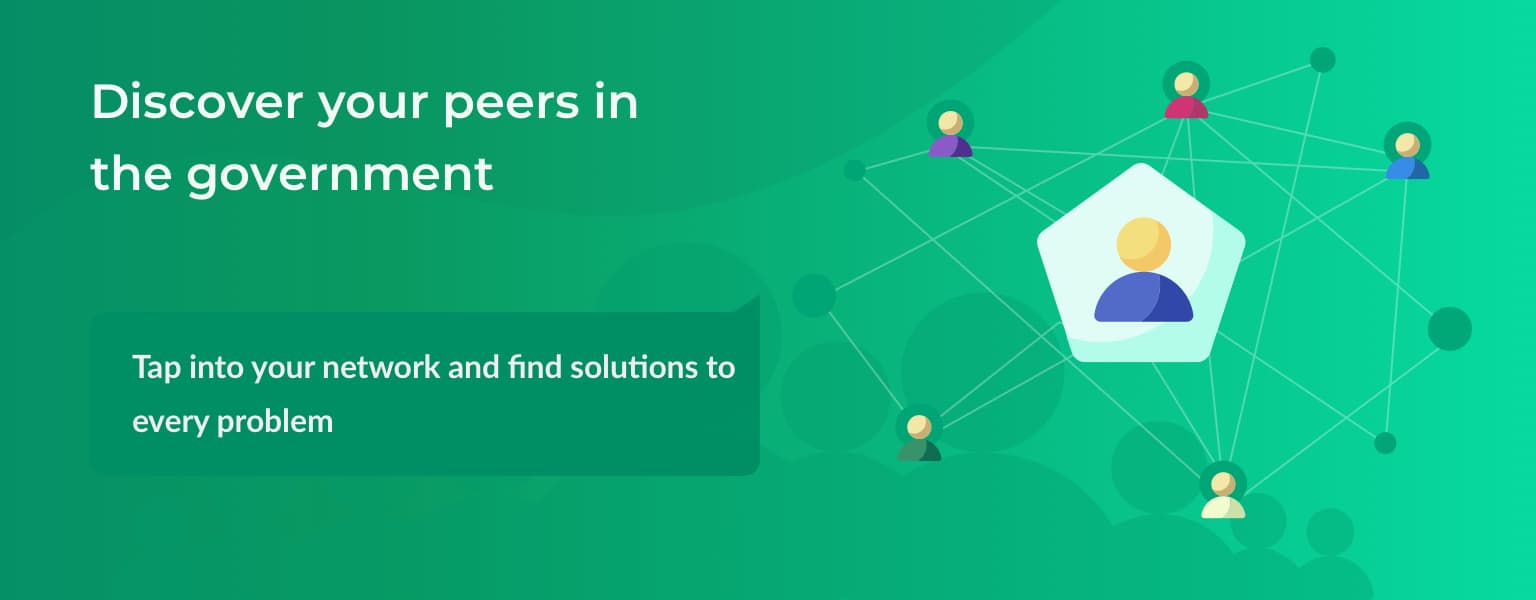 Discover your peers in
the government
Tap into your network and find solutions to
every problem